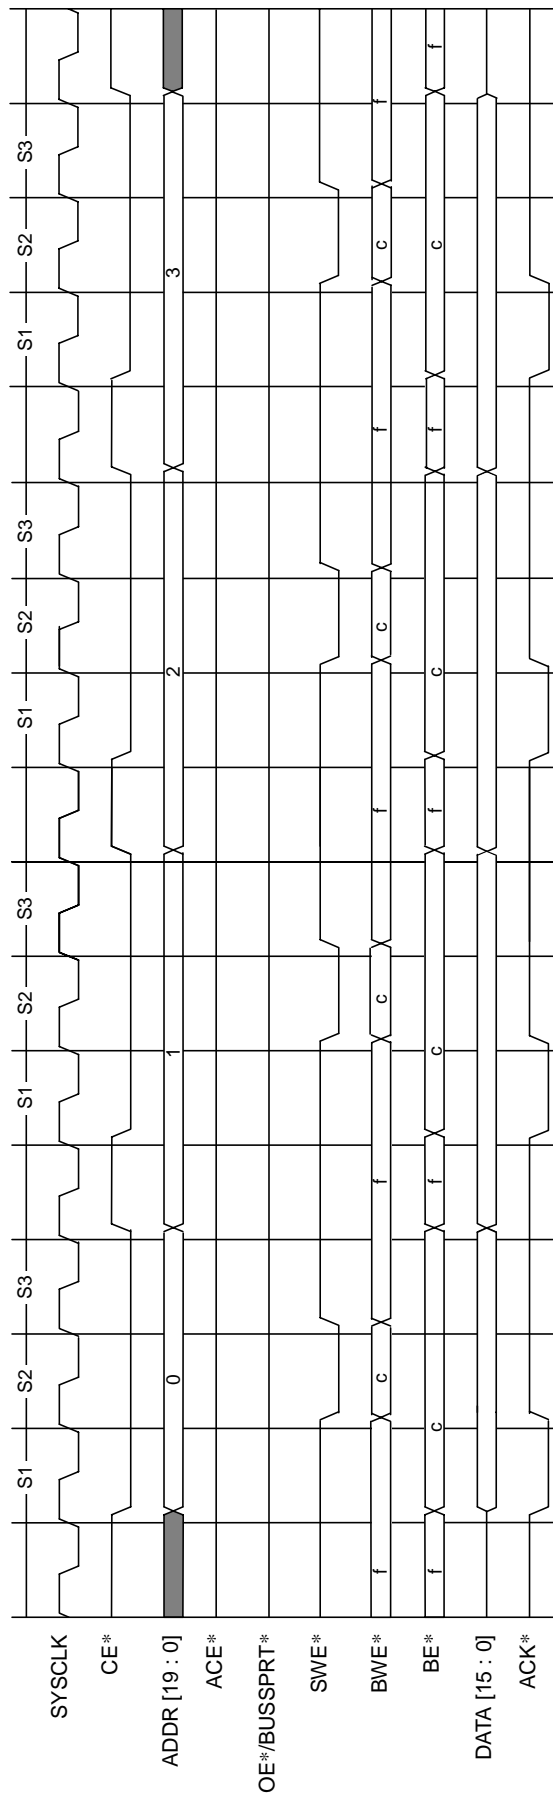 S1 S2 S3 S1 S2 S3 S1 S2 S3 S1 S2 S3
SYSCLK
CE*
ADDR [19 : 0] 0 1 2 3
ACE*
OE*/BUSSPRT*
SWE*
BWE* f c f c f c f c f
BE* f c f c f c f c f
DATA [15 : 0]
ACK*